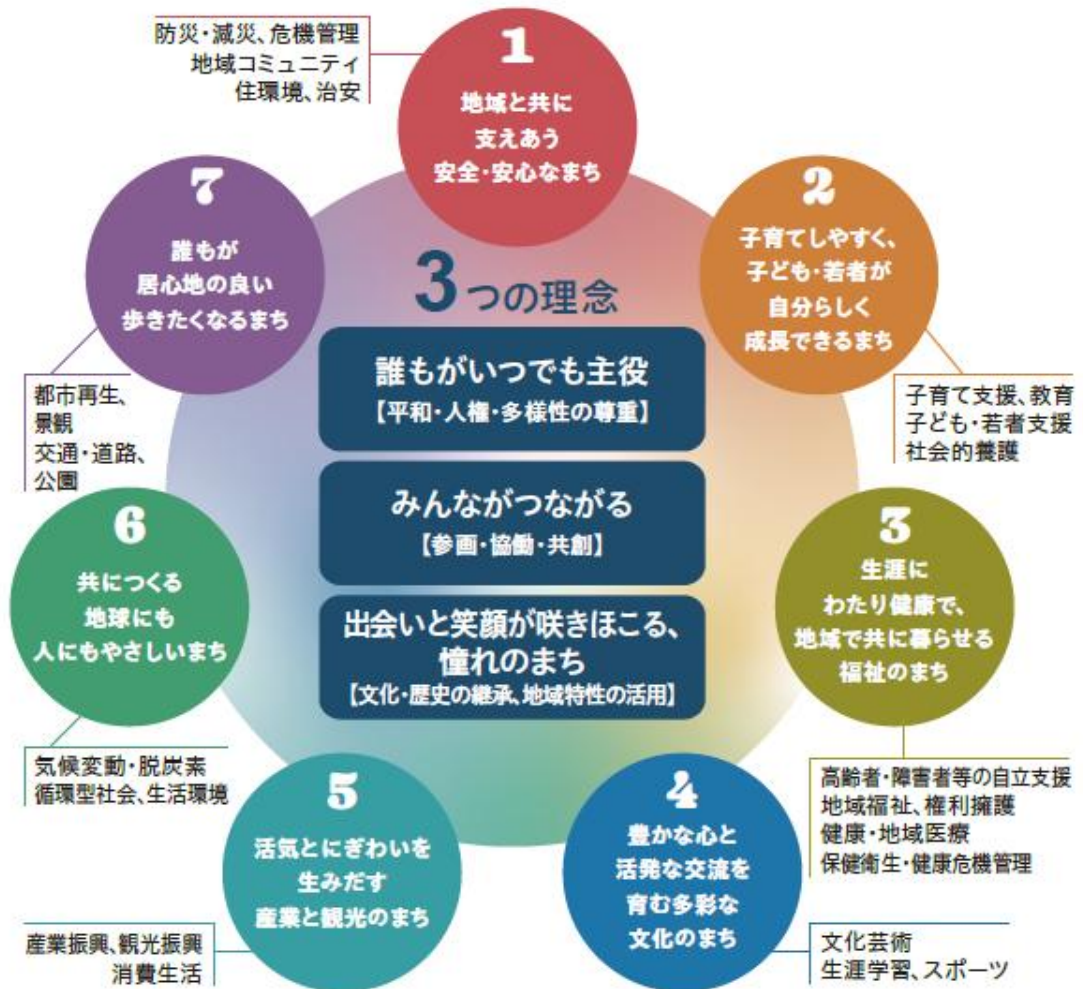 防災・減災、危機管理
地域コミュニティ
住環境、治安
1
地域と共に
支えあう
安全・安心なまち
2
子育てしやすく、
子ども・若者が
自分らしく
成長できるまち
子育て支援、教育
子ども・若者支援
社会的養護
3
生涯に
わたり健康で、
地域で共に暮らせる
福祉のまち
高齢者・障害者等の自立支援
地域福祉、権利擁護
健康・地域医療
保健衛生・健康危機管理
4
豊かな心と
活発な交流を
育む多彩な
文化のまち
文化芸術
生涯学習、スポーツ
5
活気とにぎわいを
生みだす
産業と観光のまち
産業振興、観光振興
消費生活
6
共につくる
地球にも
人にもやさしいまち
気候変動・脱炭素
循環型社会、生活環境
7
誰もが
居心地の良い
歩きたくなるまち
都市再生、
景観
交通・道路、
公園
3つの理念
誰もがいつでも主役
【平和・人権・多様性の尊重】
みんながつながる
【参画・協働・共創】
出会いと笑顔が咲きほこる、
憧れのまち
【文化・歴史の継承、地域特性の活用】